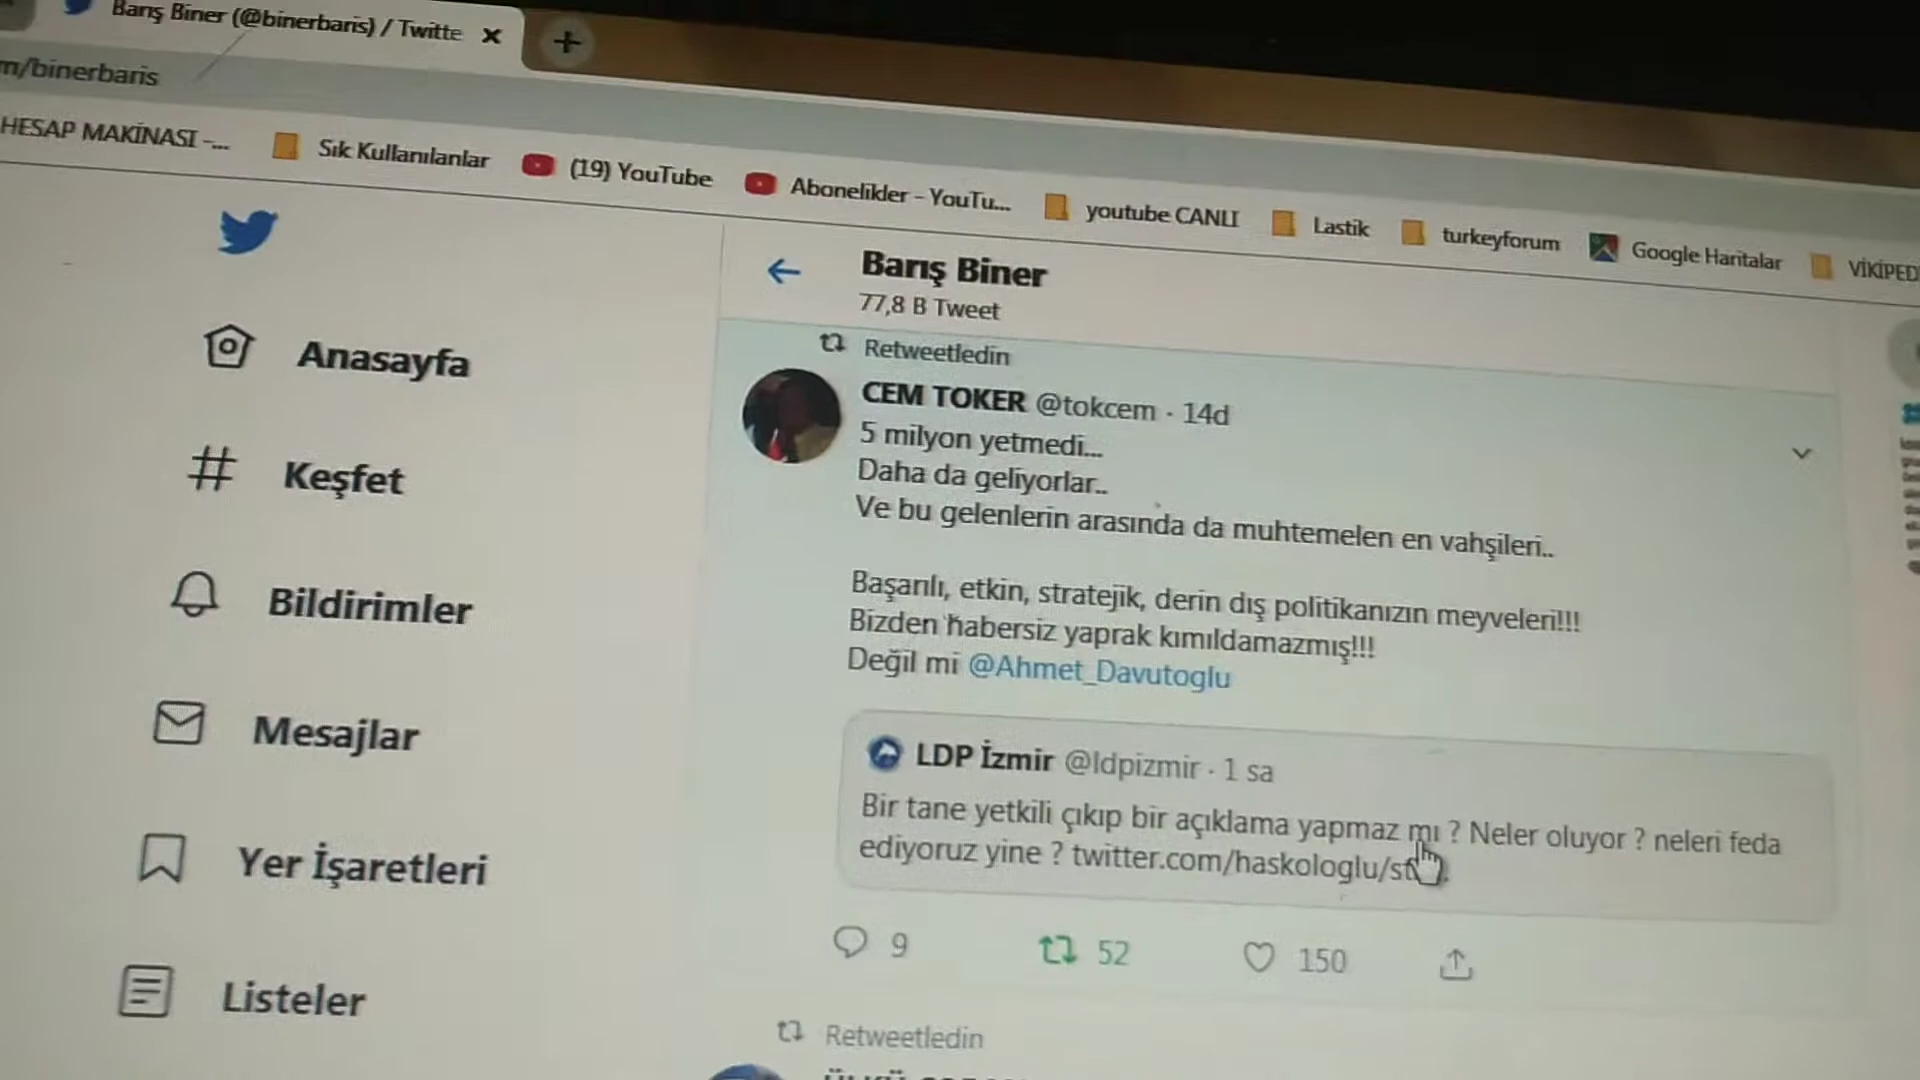 Barış Biner (@binerbaris) / Twitte
m/binerbaris
HESAP MAKİNASI -...
Sık Kullanılanlar
(19) YouTube
Abonelikler - YouTu...
youtube CANLI
Lastik
turkeyforum
Google Haritalar
VİKİPED
Barış Biner
77,8 B Tweet
Anasayfa
Keşfet
Bildirimler
Mesajlar
Yer İşaretleri
Listeler
Retweetledin
CEM TOKER @tokcem · 14d
5 milyon yetmedi...
Daha da geliyorlar..
Ve bu gelenlerin arasında da muhtemelen en vahşileri..
Başarılı, etkin, stratejik, derin dış politikanızın meyveleri!!!
Bizden habersiz yaprak kımıldamazmış!!!
Değil mi @Ahmet_Davutoglu
LDP İzmir @ldpizmir · 1 sa
Bir tane yetkili çıkıp bir açıklama yapmaz mı ? Neler oluyor ? neleri feda
ediyoruz yine ? twitter.com/haskologlu/st
9
52
150
Retweetledin